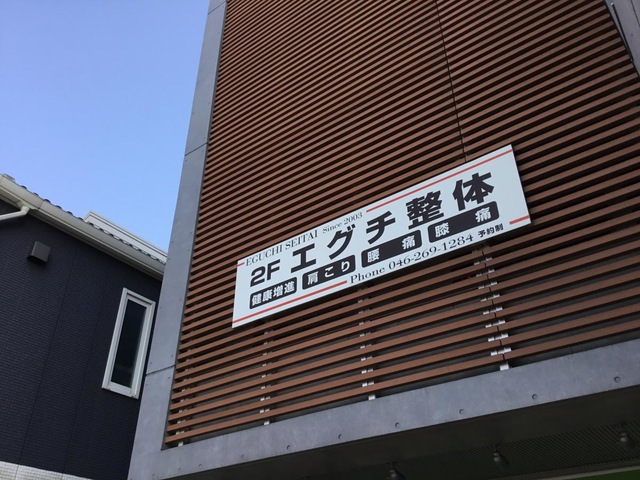 EGUCHI SEITAI Since 2003
2F エグチ整体
健康増進 肩こり 腰痛 膝痛
Phone 046-269-1284 予約制